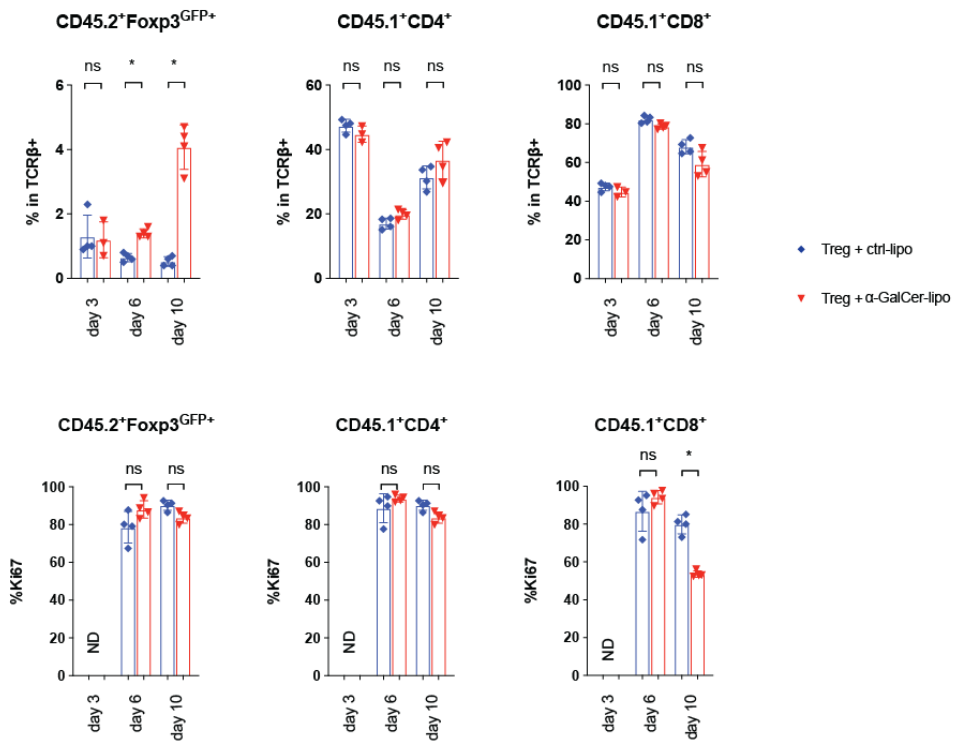 CD45.2⁺Foxp3ᴳᶠᴾ⁺
ns
*
*
% in TCRβ+
6
4
2
0
day 3
day 6
day 10
CD45.1⁺CD4⁺
ns
ns
ns
% in TCRβ+
60
40
20
0
day 3
day 6
day 10
CD45.1⁺CD8⁺
ns
ns
ns
% in TCRβ+
100
80
60
40
20
0
day 3
day 6
day 10
Treg + ctrl-lipo
Treg + α-GalCer-lipo
CD45.2⁺Foxp3ᴳᶠᴾ⁺
ns
ns
%Ki67
100
80
60
40
20
0
ND
day 3
day 6
day 10
CD45.1⁺CD4⁺
ns
ns
%Ki67
100
80
60
40
20
0
ND
day 3
day 6
day 10
CD45.1⁺CD8⁺
ns
*
%Ki67
100
80
60
40
20
0
ND
day 3
day 6
day 10